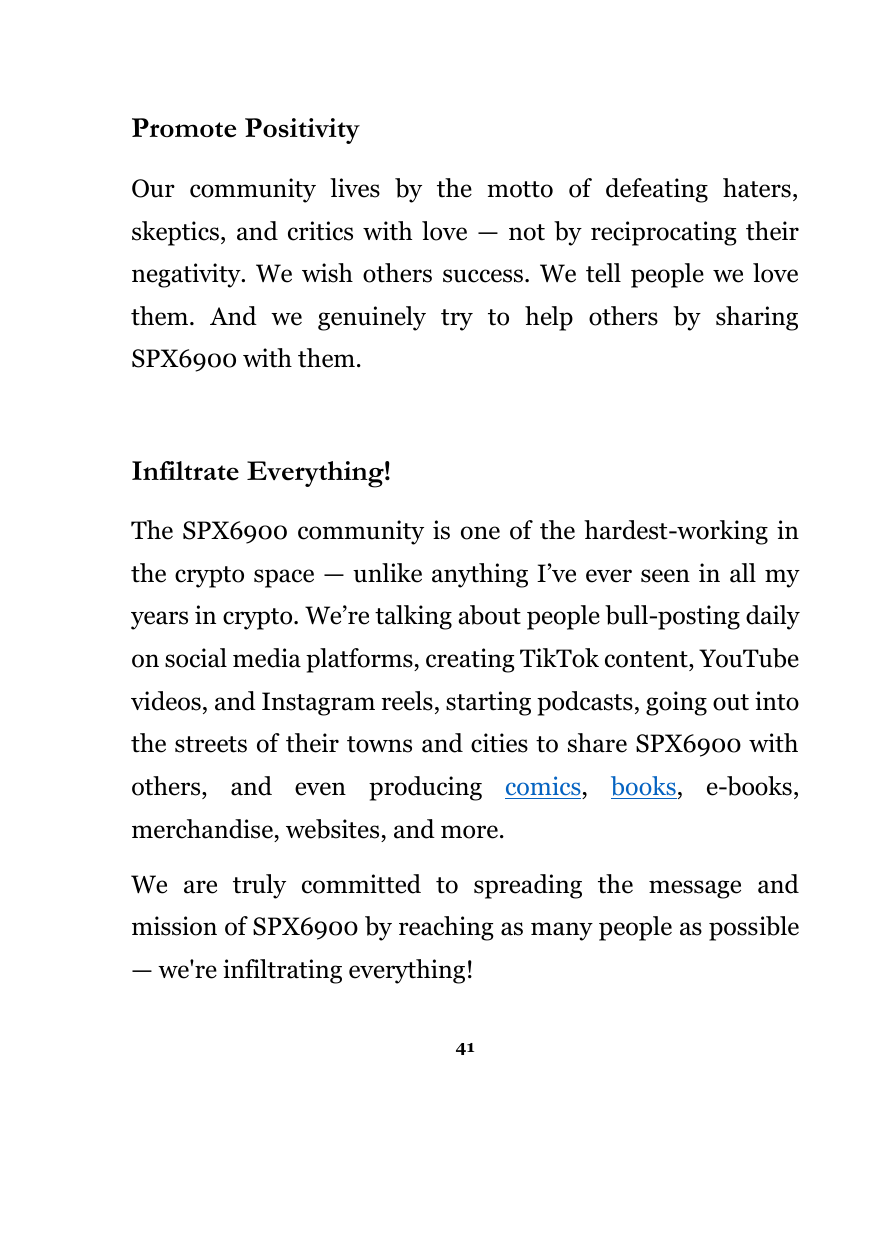 Promote Positivity
Our community lives by the motto of defeating haters,
skeptics, and critics with love — not by reciprocating their
negativity. We wish others success. We tell people we love
them. And we genuinely try to help others by sharing
SPX6900 with them.
Infiltrate Everything!
The SPX6900 community is one of the hardest-working in
the crypto space — unlike anything I’ve ever seen in all my
years in crypto. We’re talking about people bull-posting daily
on social media platforms, creating TikTok content, YouTube
videos, and Instagram reels, starting podcasts, going out into
the streets of their towns and cities to share SPX6900 with
others, and even producing comics, books, e-books,
merchandise, websites, and more.
We are truly committed to spreading the message and
mission of SPX6900 by reaching as many people as possible
— we're infiltrating everything!
41